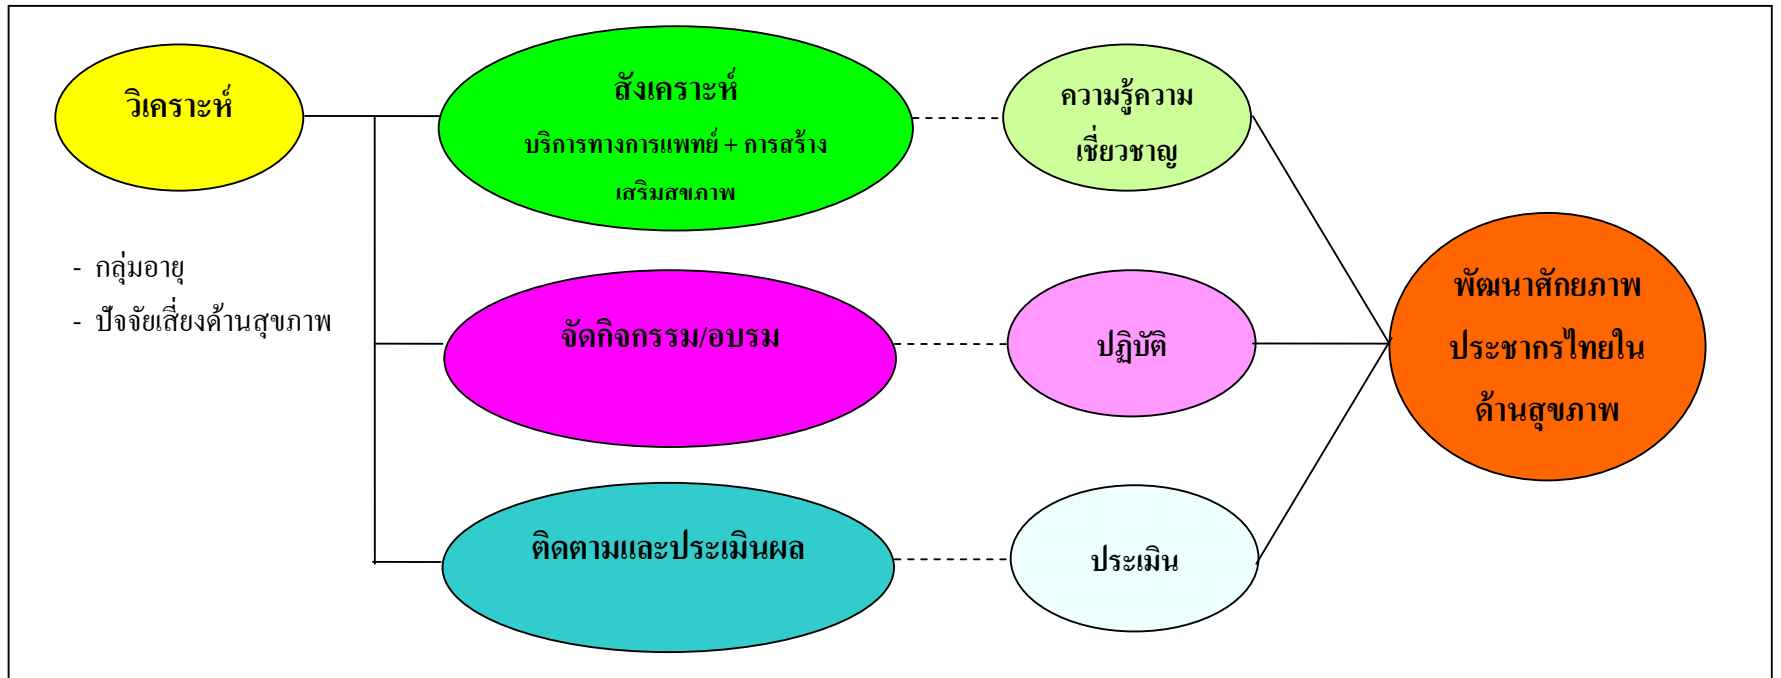 วิเคราะห์
- กลุ่มอายุ
- ปัจจัยเสี่ยงด้านสุขภาพ
สังเคราะห์
บริการทางการแพทย์ + การสร้าง
เสริมสุขภาพ
จัดกิจกรรม/อบรม
ติดตามและประเมินผล
ความรู้ความ
เชี่ยวชาญ
ปฏิบัติ
ประเมิน
พัฒนาศักยภาพ
ประชากรไทยใน
ด้านสุขภาพ